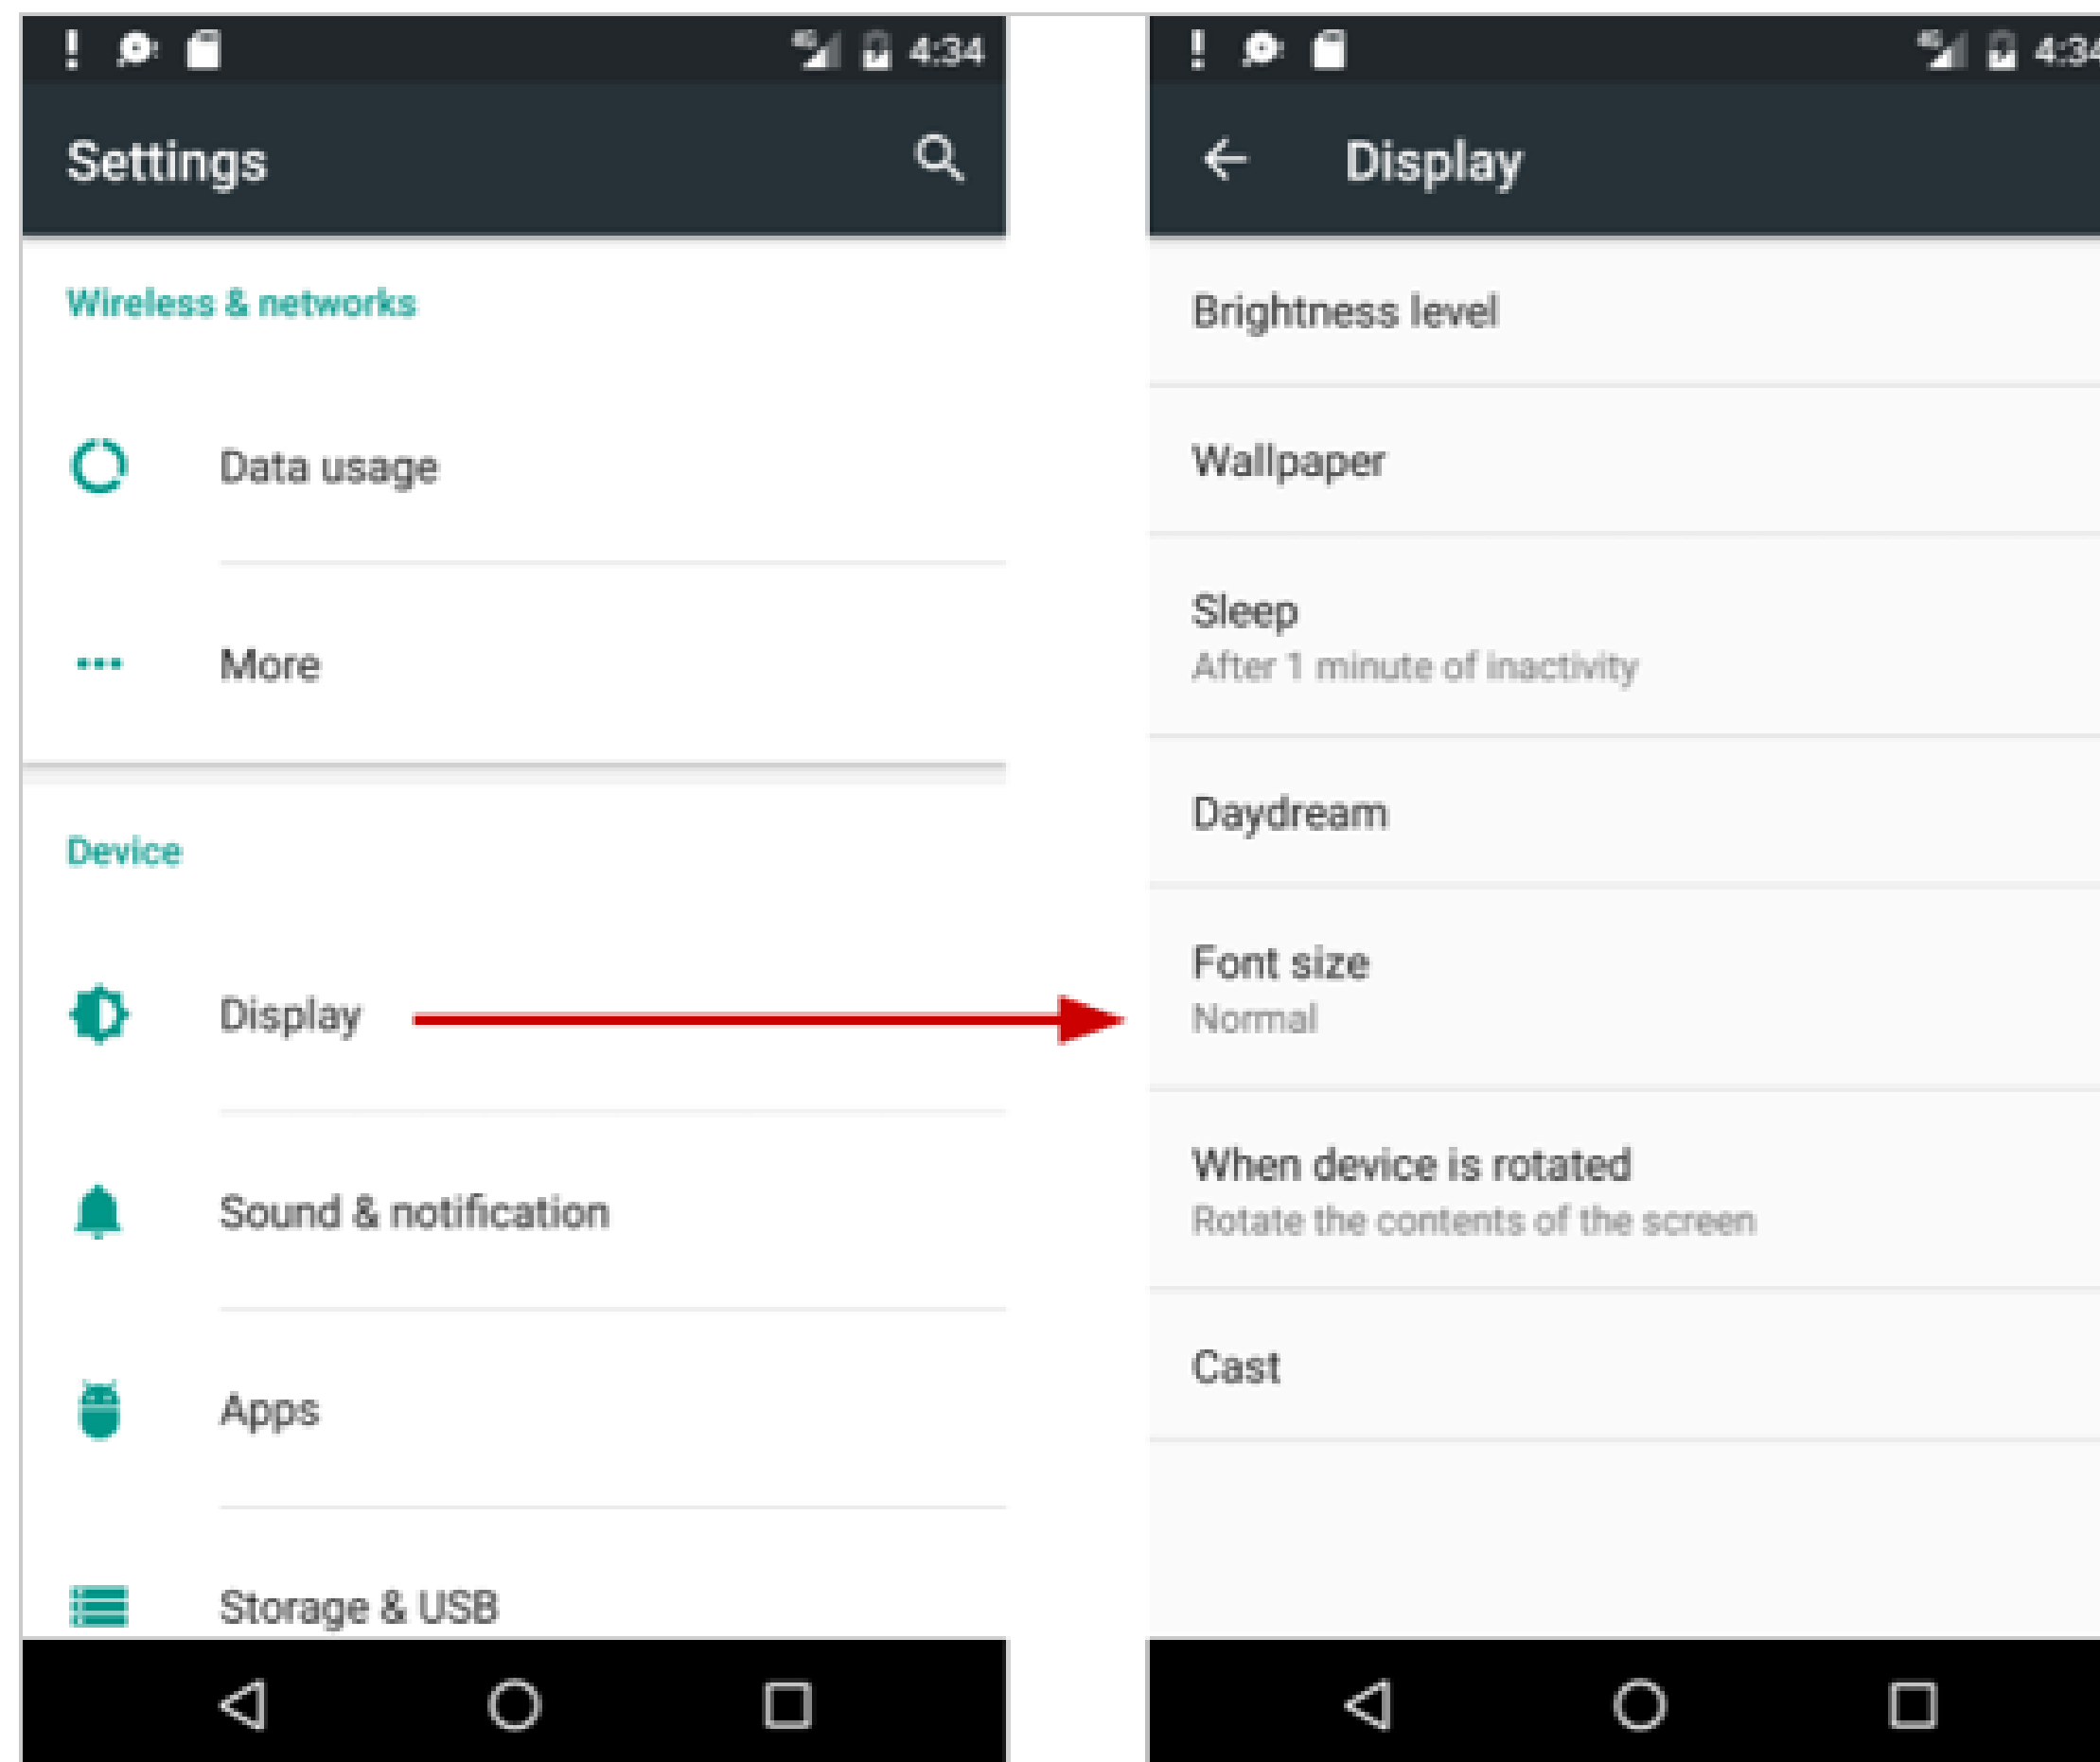 4:34
Settings
Wireless & networks
Data usage
More
Device
Display
Sound & notification
Apps
Storage & USB
4:34
Display
Brightness level
Wallpaper
Sleep
After 1 minute of inactivity
Daydream
Font size
Normal
When device is rotated
Rotate the contents of the screen
Cast